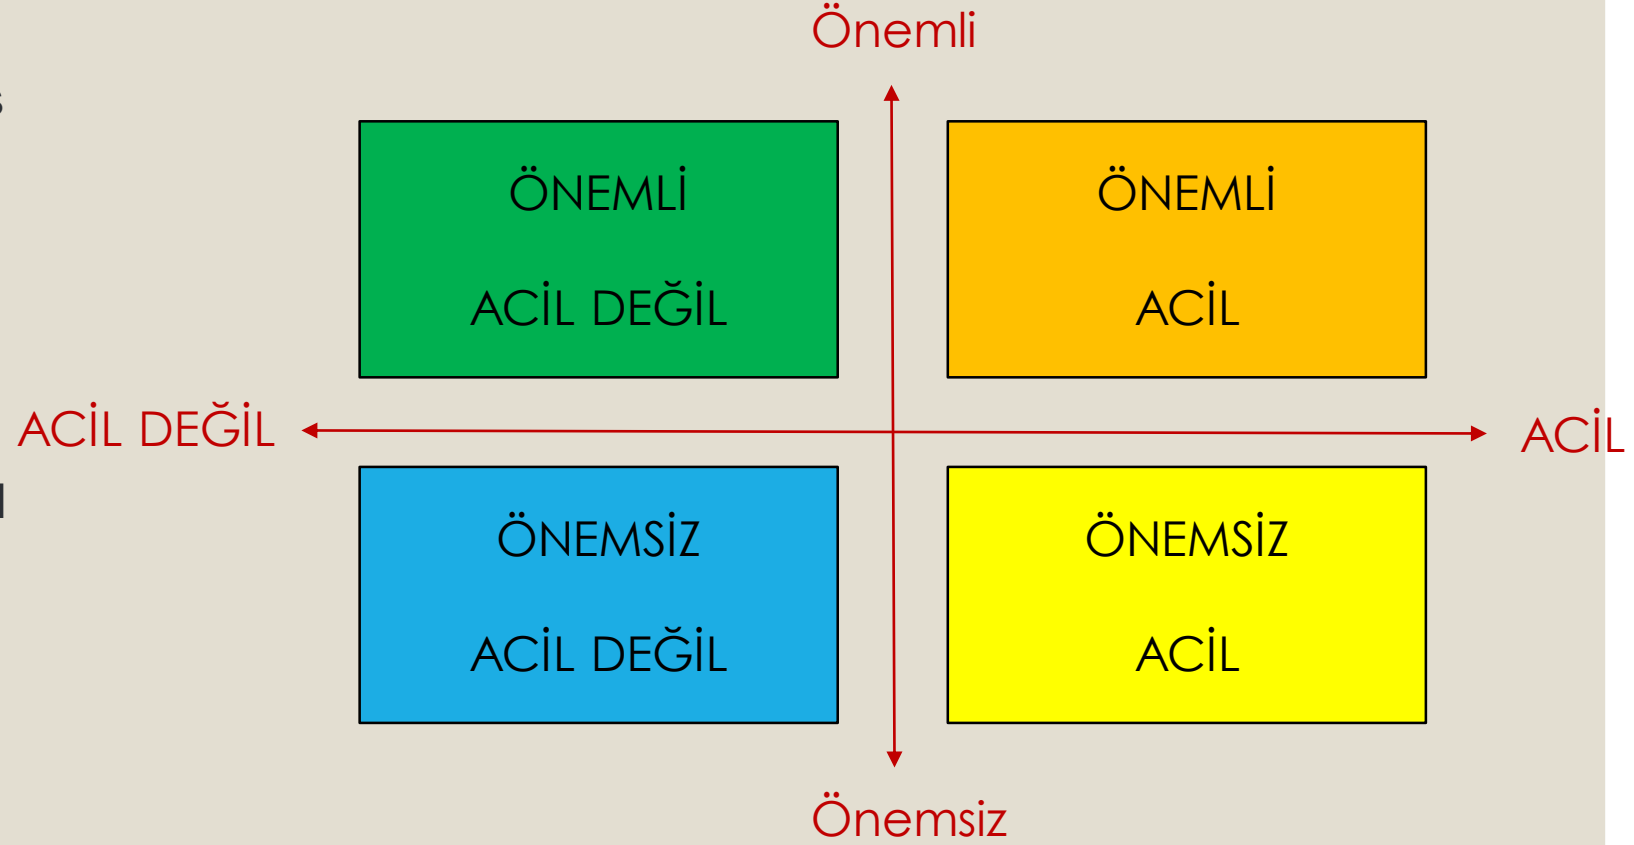 Önemli
ÖNEMLİ
ACİL DEĞİL
ÖNEMLİ
ACİL
ACİL DEĞİL
ACİL
ÖNEMSİZ
ACİL DEĞİL
ÖNEMSİZ
ACİL
Önemsiz